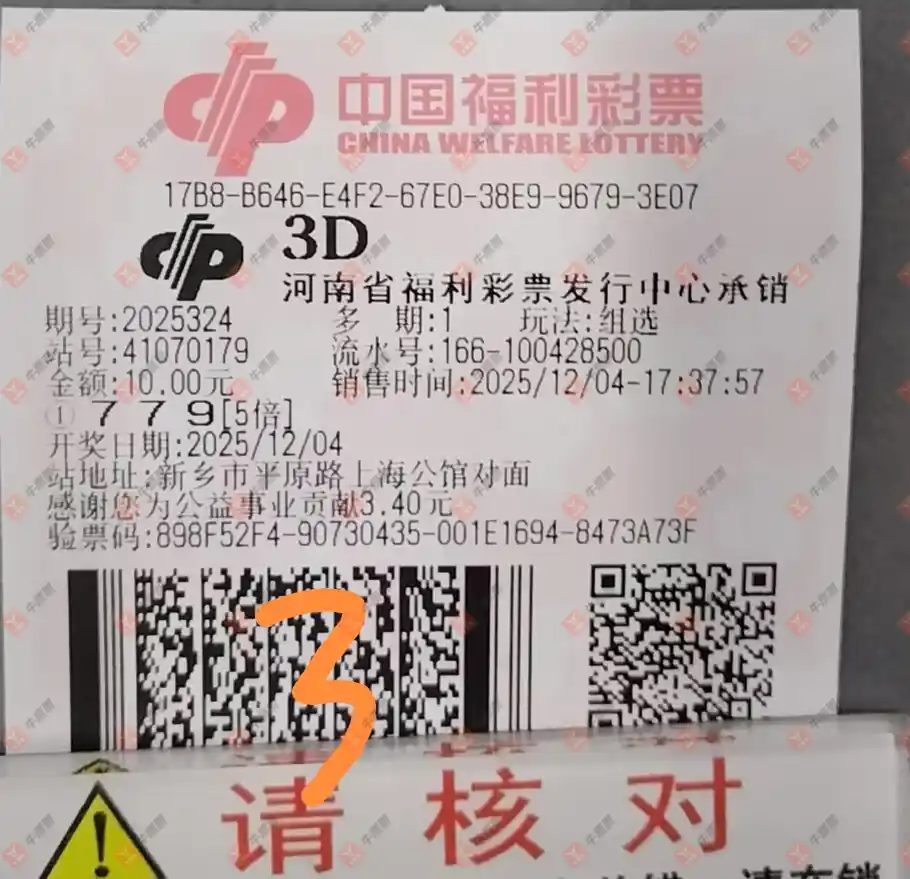 中国福利彩票
CHINA WELFARE LOTTERY
17B8-B646-E4F2-67E0-38E9-9679-3E07
3D
河南省福利彩票发行中心承销
期号:2025324 多 期:1 玩法:组选
站号:41070179 流水号:166-100428500
金额:10.00元 销售时间:2025/12/04-17:37:57
① 7 7 9[5倍]
开奖日期:2025/12/04
站地址:新乡市平原路上海公馆对面
感谢您为公益事业贡献3.40元
验票码:898F52F4-90730435-001E1694-8473A73F
3
请核对